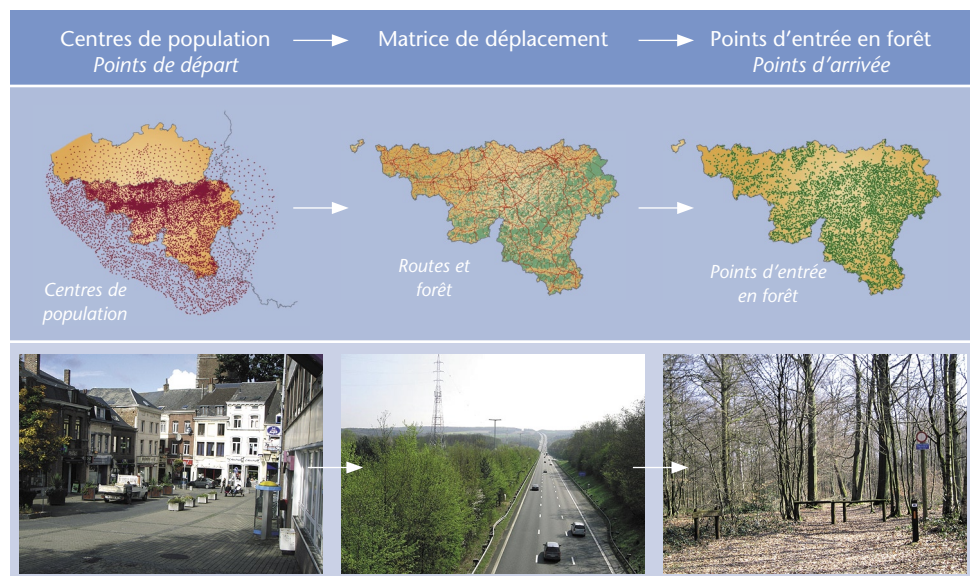 Centres de population
Points de départ
Matrice de déplacement
Points d'entrée en forêt
Points d'arrivée
Centres de
population
Routes et
forêt
Points d'entrée
en forêt